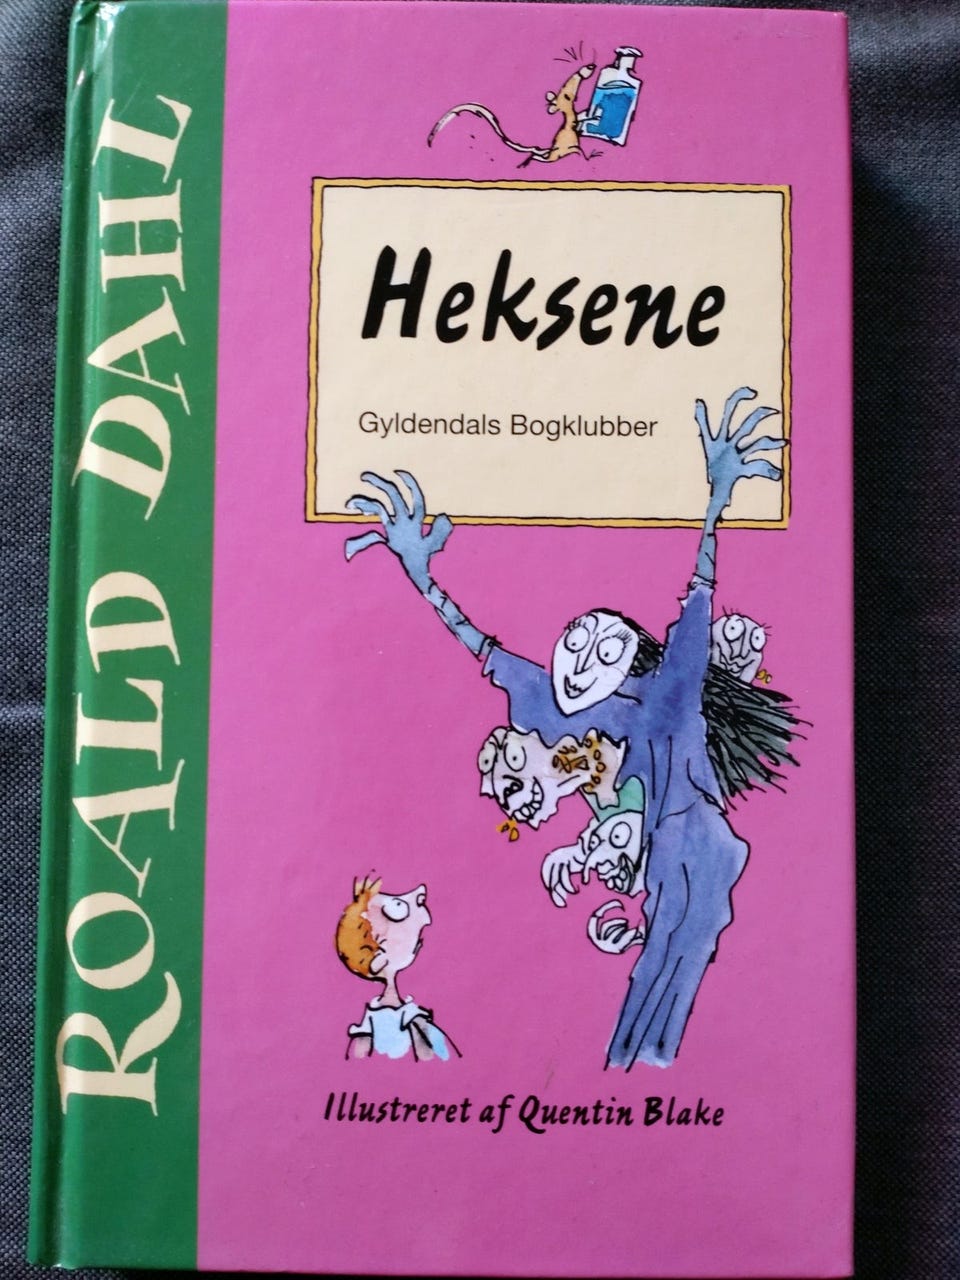 ROALD DAHL
Heksene
Gyldendals Bogklubber
Illustreret af Quentin Blake